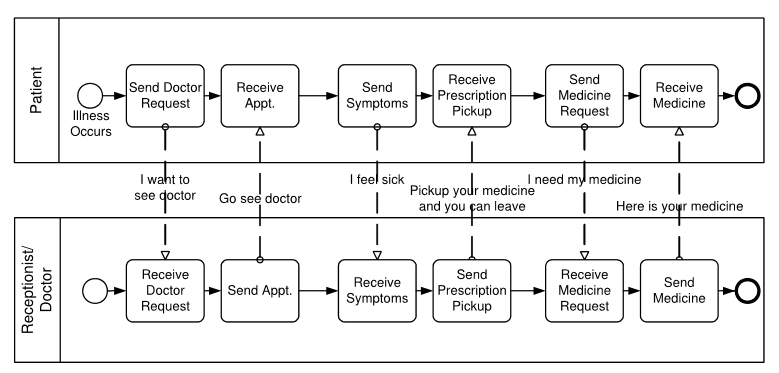 Patient
Illness
Occurs
Send Doctor
Request
Receive
Appt.
Send
Symptoms
Receive
Prescription
Pickup
Send
Medicine
Request
Receive
Medicine
I want to
see doctor
Go see doctor
I feel sick
Pickup your medicine
and you can leave
I need my medicine
Here is your medicine
Receptionist/
Doctor
Receive
Doctor
Request
Send Appt.
Receive
Symptoms
Send
Prescription
Pickup
Receive
Medicine
Request
Send
Medicine